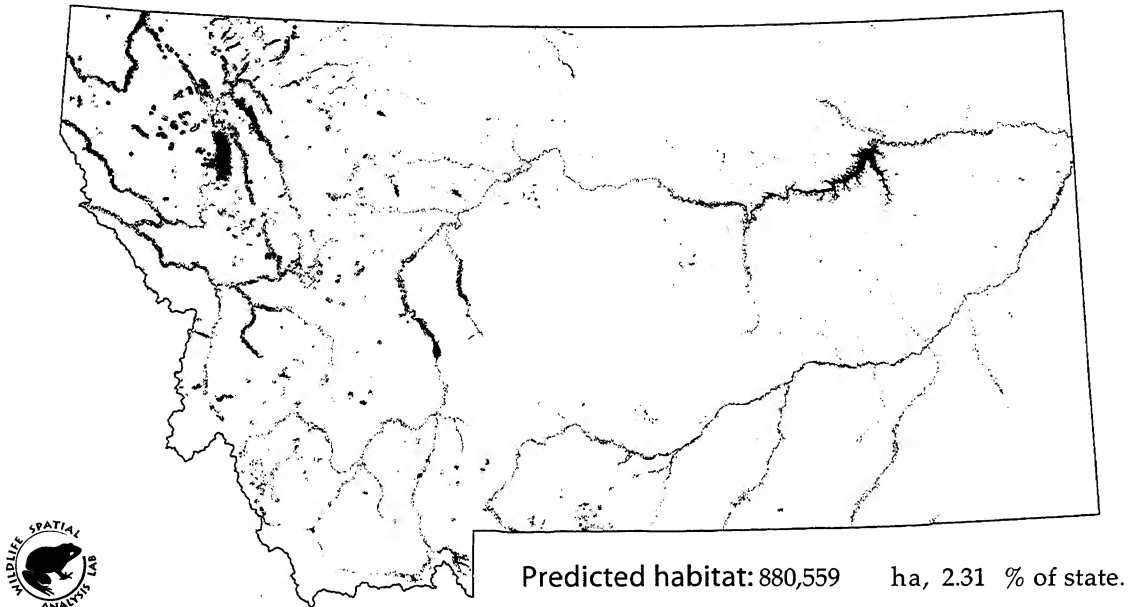 WILDLIFE SPATIAL ANALYSIS LAB
Predicted habitat: 880,559 ha, 2.31 % of state.